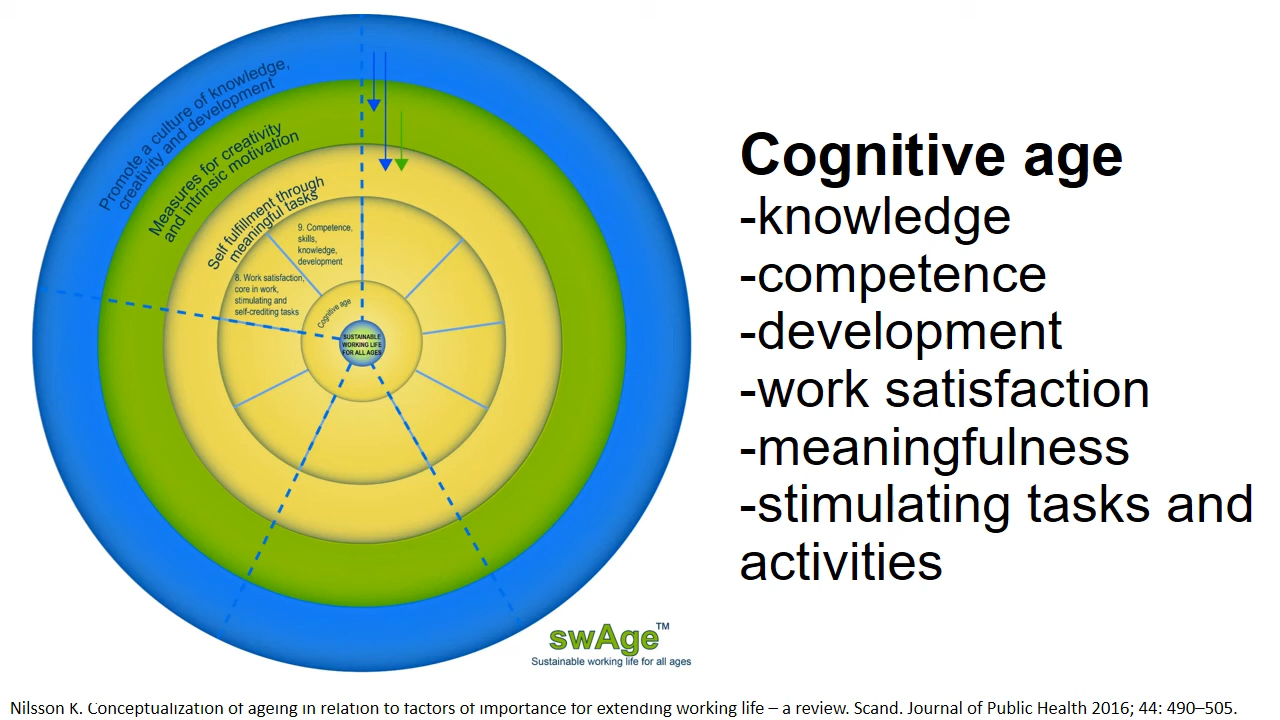 Promote a culture of knowledge,
creativity and development
Measures for creativity
and intrinsic motivation
Self fulfillment through
meaningful tasks
9. Competence,
skills,
knowledge,
development
8. Work satisfaction,
core in work,
stimulating and
self-crediting tasks
Cognitive age
SUSTAINABLE
WORKING LIFE
FOR ALL AGES
Cognitive age
-knowledge
-competence
-development
-work satisfaction
-meaningfulness
-stimulating tasks and
activities
swAge™
Sustainable working life for all ages
Nilsson K. Conceptualization of ageing in relation to factors of importance for extending working life – a review. Scand. Journal of Public Health 2016; 44: 490–505.